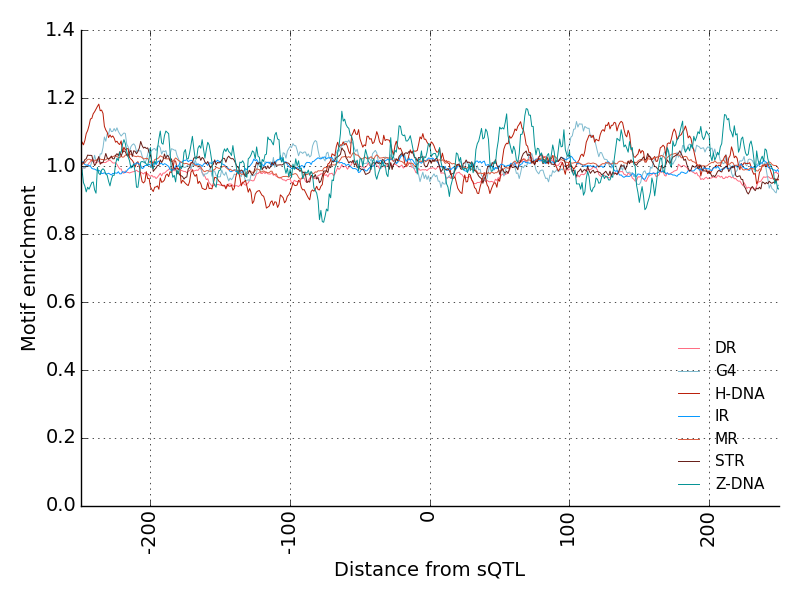 1.4
1.2
1.0
0.8
0.6
0.4
0.2
0.0
Motif enrichment
DR
G4
H-DNA
IR
MR
STR
Z-DNA
-200
-100
0
100
200
Distance from sQTL